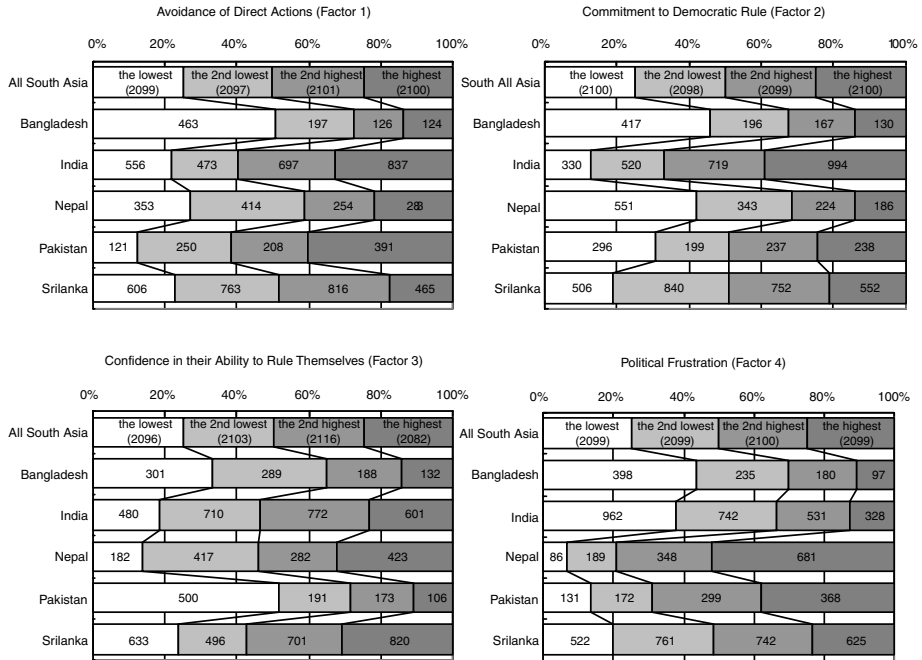 Avoidance of Direct Actions (Factor 1)
0% 20% 40% 60% 80% 100%
All South Asia the lowest the 2nd lowest the 2nd highest the highest
(2099) (2097) (2101) (2100)
Bangladesh 463 197 126 124
India 556 473 697 837
Nepal 353 414 254 283
Pakistan 121 250 208 391
Srilanka 606 763 816 465
Commitment to Democratic Rule (Factor 2)
0% 20% 40% 60% 80% 100%
South All Asia the lowest the 2nd lowest the 2nd highest the highest
(2100) (2098) (2099) (2100)
Bangladesh 417 196 167 130
India 330 520 719 994
Nepal 551 343 224 186
Pakistan 296 199 237 238
Srilanka 506 840 752 552
Confidence in their Ability to Rule Themselves (Factor 3)
0% 20% 40% 60% 80% 100%
All South Asia the lowest the 2nd lowest the 2nd highest the highest
(2096) (2103) (2116) (2082)
Bangladesh 301 289 188 132
India 480 710 772 601
Nepal 182 417 282 423
Pakistan 500 191 173 106
Srilanka 633 496 701 820
Political Frustration (Factor 4)
0% 20% 40% 60% 80% 100%
All South Asia the lowest the 2nd lowest the 2nd highest the highest
(2099) (2099) (2100) (2099)
Bangladesh 398 235 180 97
India 962 742 531 328
Nepal 86 189 348 681
Pakistan 131 172 299 368
Srilanka 522 761 742 625